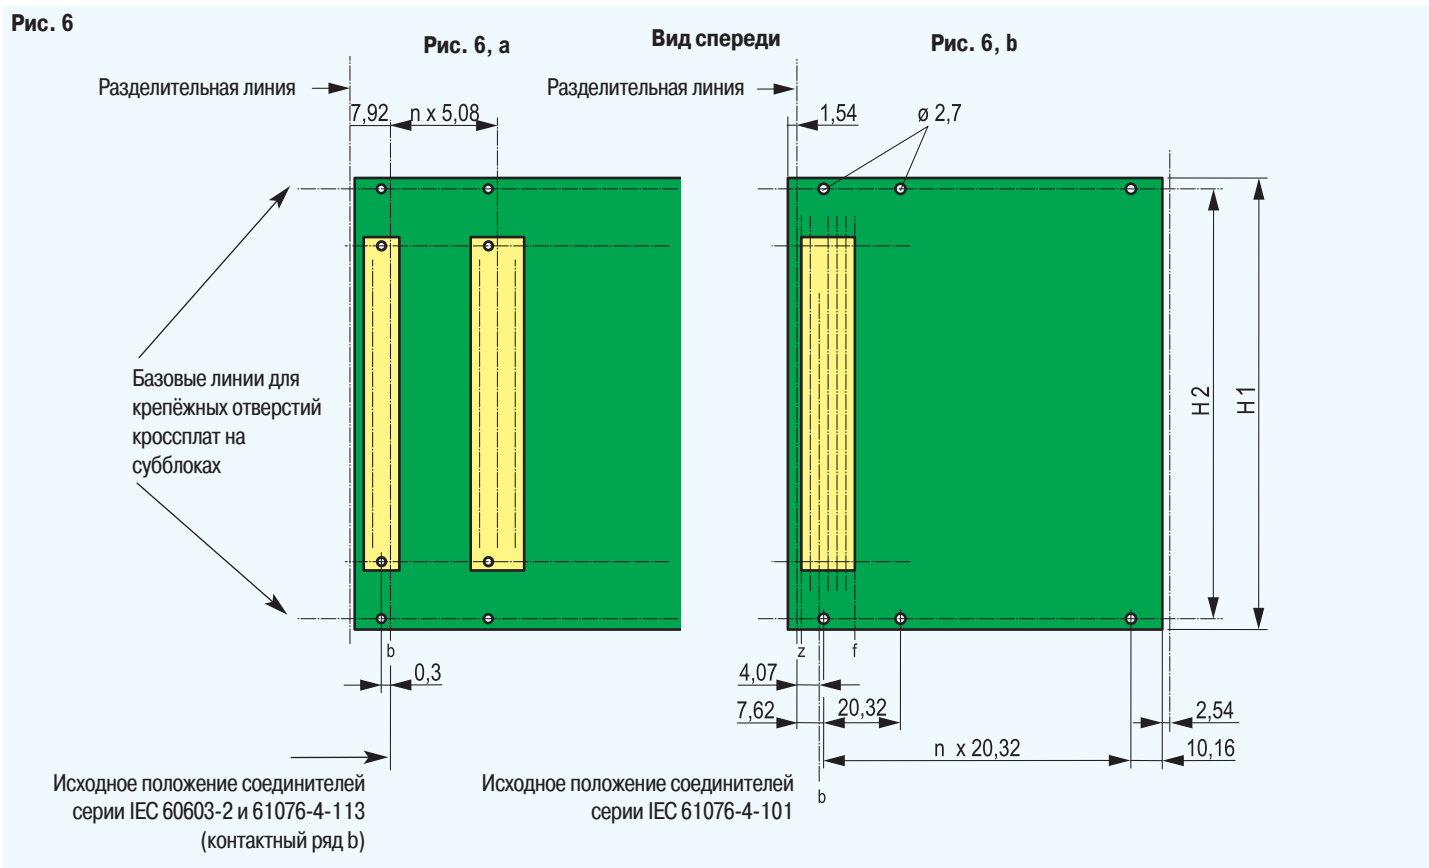 Рис. 6
Рис. 6, a
Вид спереди
Рис. 6, b
Разделительная линия
7,92
n x 5,08
Разделительная линия
1,54
ø 2,7
Базовые линии для
крепёжных отверстий
кроссплат на
субблоках
H 2
H 1
b
0,3
z
f
4,07
7,62
20,32
2,54
n x 20,32
10,16
Исходное положение соединителей
серии IEC 60603-2 и 61076-4-113
(контактный ряд b)
Исходное положение соединителей
серии IEC 61076-4-101
b